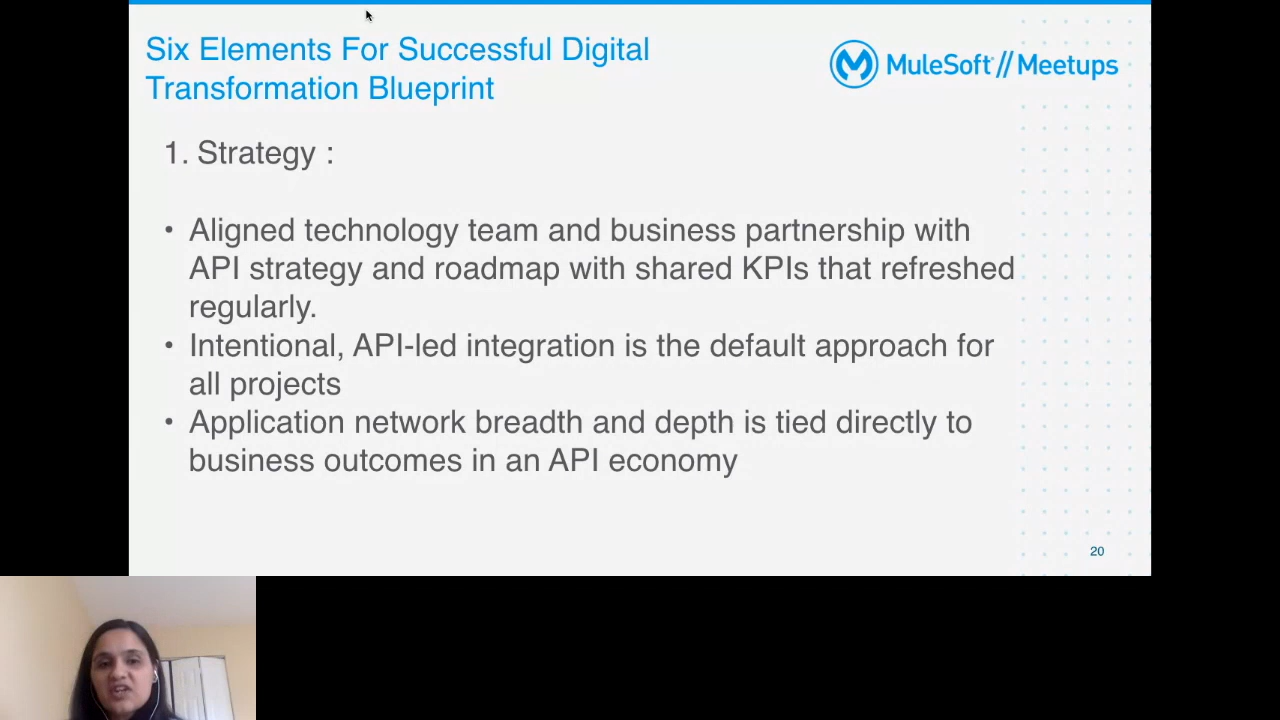 Six Elements For Successful Digital
Transformation Blueprint
MuleSoft // Meetups
1. Strategy :
• Aligned technology team and business partnership with
API strategy and roadmap with shared KPIs that refreshed
regularly.
• Intentional, API-led integration is the default approach for
all projects
• Application network breadth and depth is tied directly to
business outcomes in an API economy
20